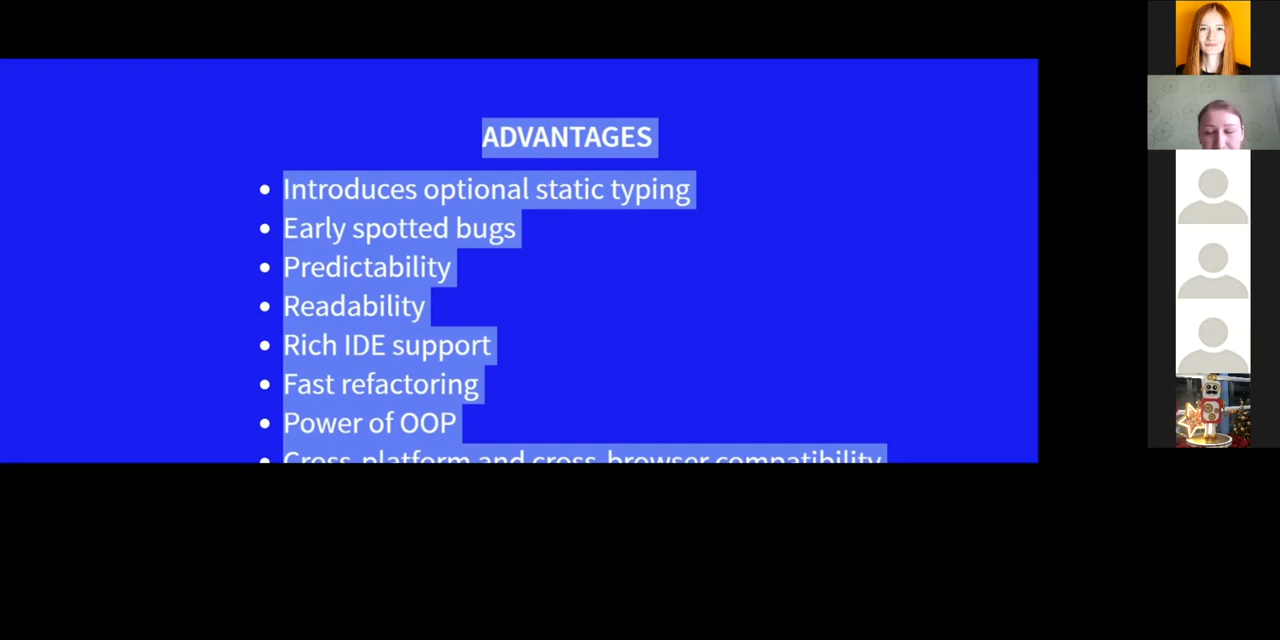 ADVANTAGES
Introduces optional static typing
Early spotted bugs
Predictability
Readability
Rich IDE support
Fast refactoring
Power of OOP
Cross-platform and cross-browser compatibility